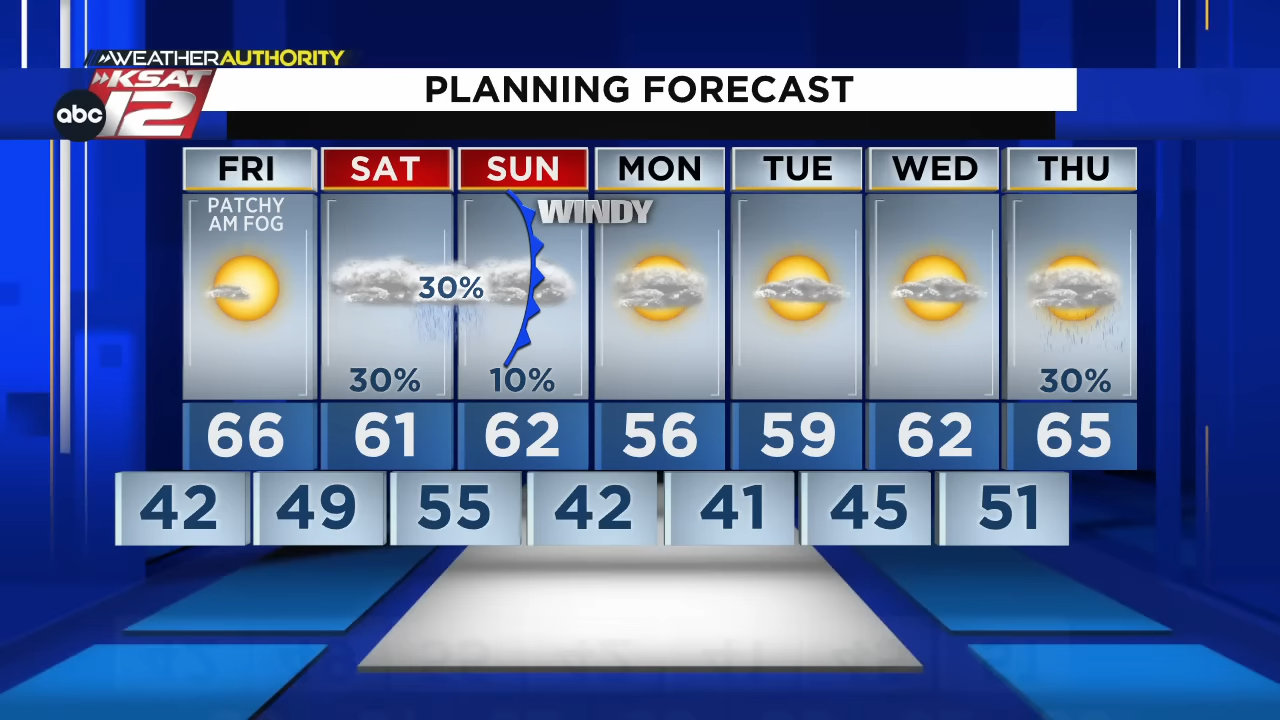 WEATHERAUTHORITY
KSAT
abc 12
PLANNING FORECAST
FRI SAT SUN MON TUE WED THU
PATCHY
AM FOG
WINDY
30%
30% 10% 30%
66 61 62 56 59 62 65
42 49 55 42 41 45 51